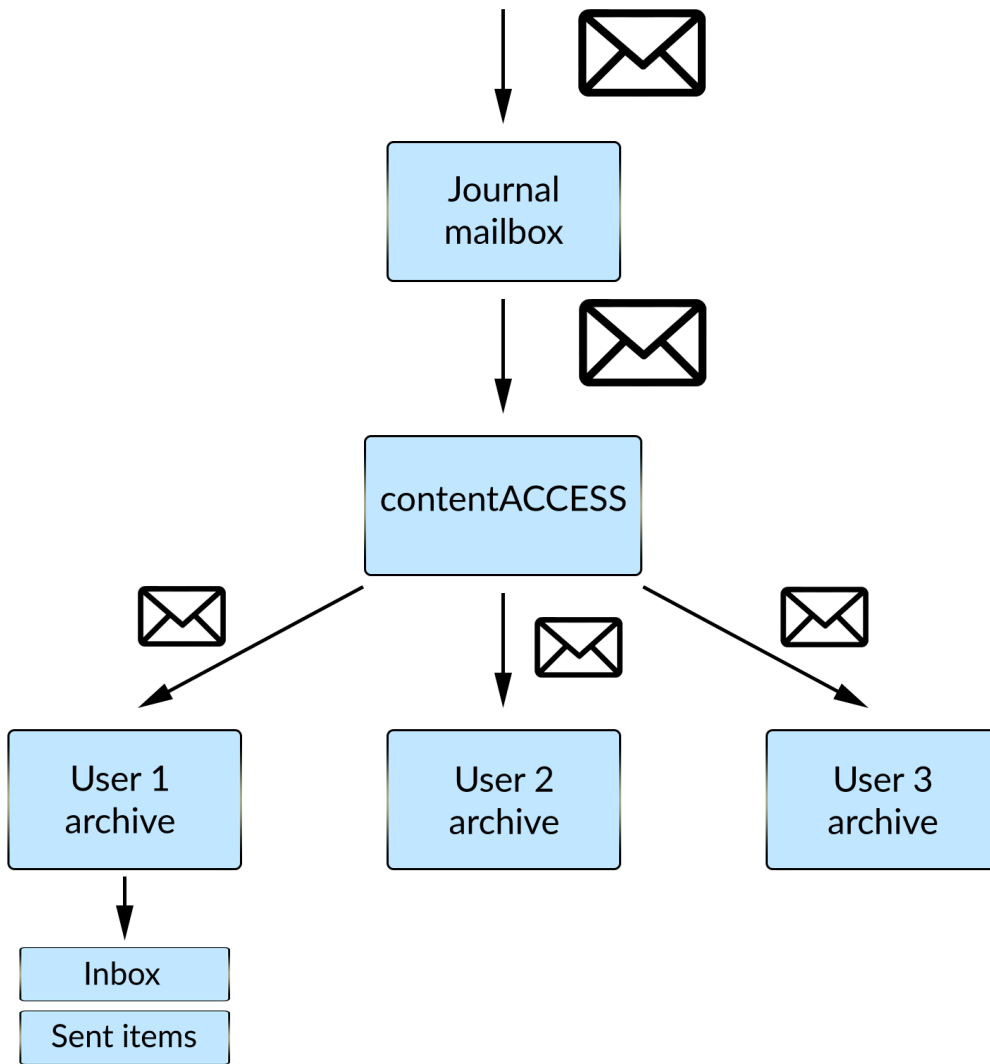 Journal
mailbox
contentACCESS
User 1
archive
User 2
archive
User 3
archive
Inbox
Sent items